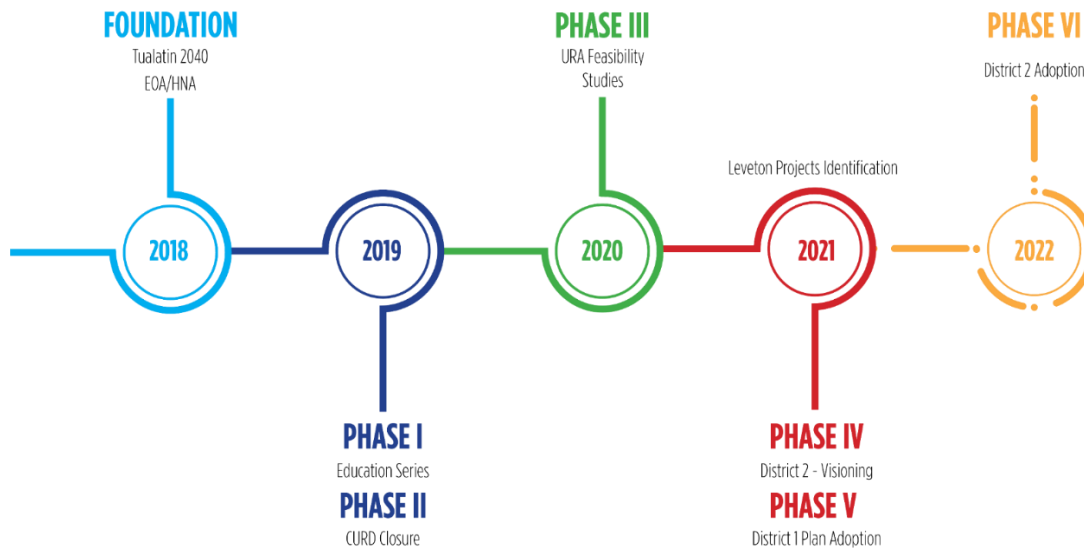 FOUNDATION
Tualatin 2040
EOA/HNA
2018
2019
PHASE I
Education Series
PHASE II
CURD Closure
PHASE III
URA Feasibility
Studies
2020
Leveton Projects Identification
2021
PHASE IV
District 2 - Visioning
PHASE V
District 1 Plan Adoption
PHASE VI
District 2 Adoption
2022